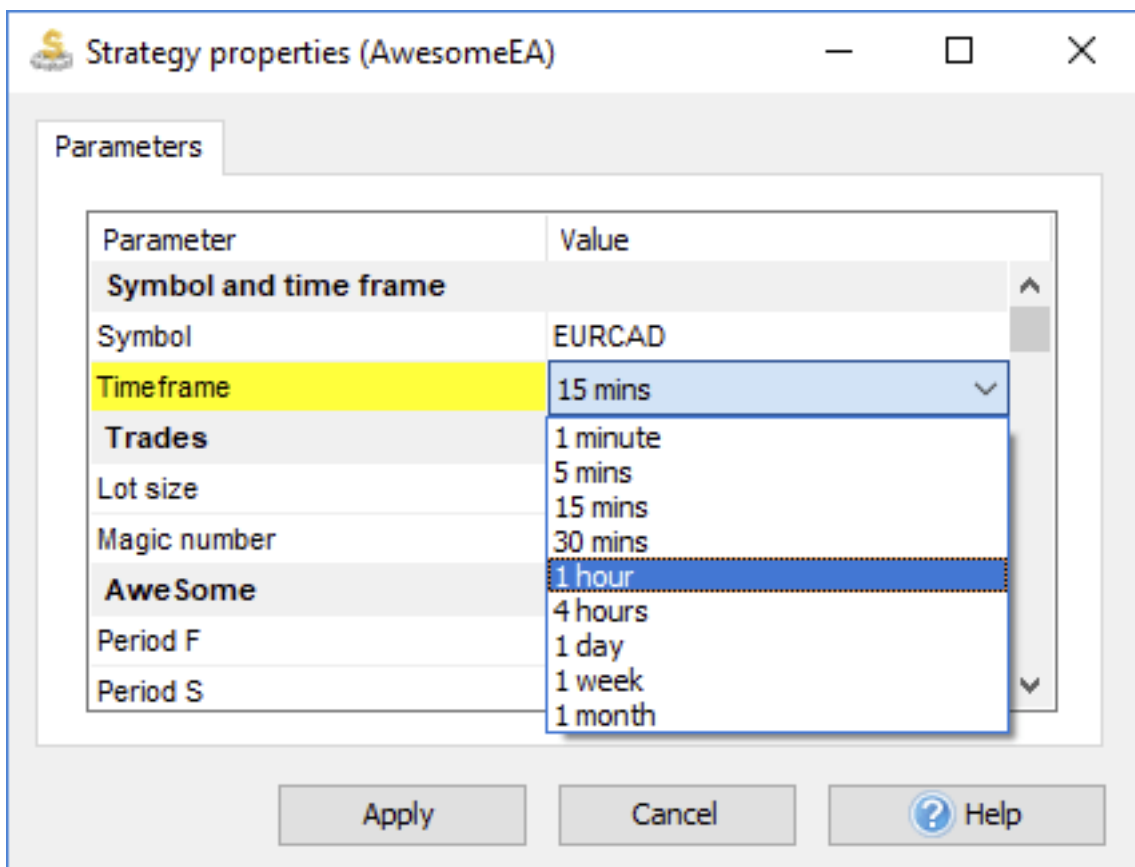 Strategy properties (AwesomeEA)
Parameters
Parameter Value
Symbol and time frame
Symbol EURCAD
Timeframe 15 mins
Trades
Lot size
Magic number
AweSome
Period F
Period S
1 minute
5 mins
15 mins
30 mins
1 hour
4 hours
1 day
1 week
1 month
Apply Cancel Help